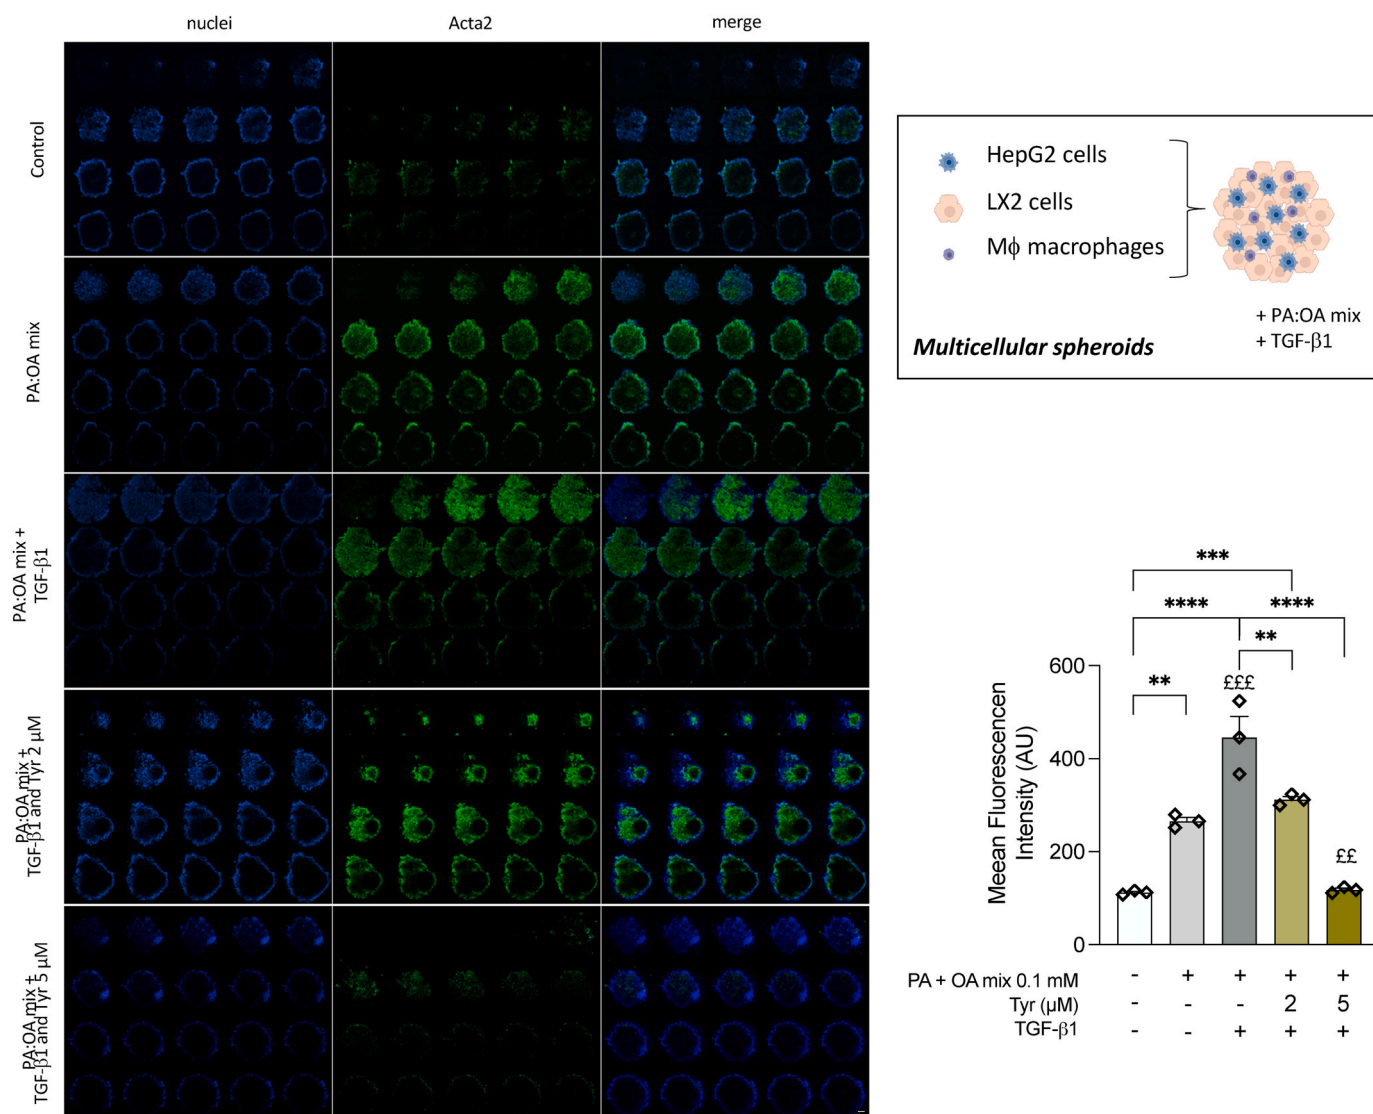 nuclei Acta2 merge
Control
PA:OA mix
PA:OA mix +
TGF-β1
PA:OA mix +
TGF-β1 and Tyr 2 µM
PA:OA mix +
TGF-β1 and Tyr 5 µM
HepG2 cells
LX2 cells
Mϕ macrophages
+ PA:OA mix
+ TGF-β1
Multicellular spheroids
***
**** ****
**
**
£££
££
Meean Fluorescencen
Intensity (AU)
600
400
200
0
PA + OA mix 0.1 mM - + + + +
Tyr (µM) - - - 2 5
TGF-β1 - - + + +